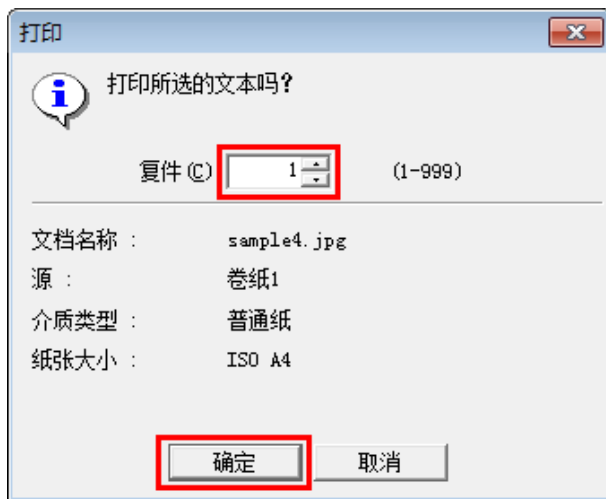 打印
打印所选的文本吗?
复件(C) 1 (1-999)
文档名称 : sample4.jpg
源 : 卷纸1
介质类型 : 普通纸
纸张大小 : ISO A4
确定 取消